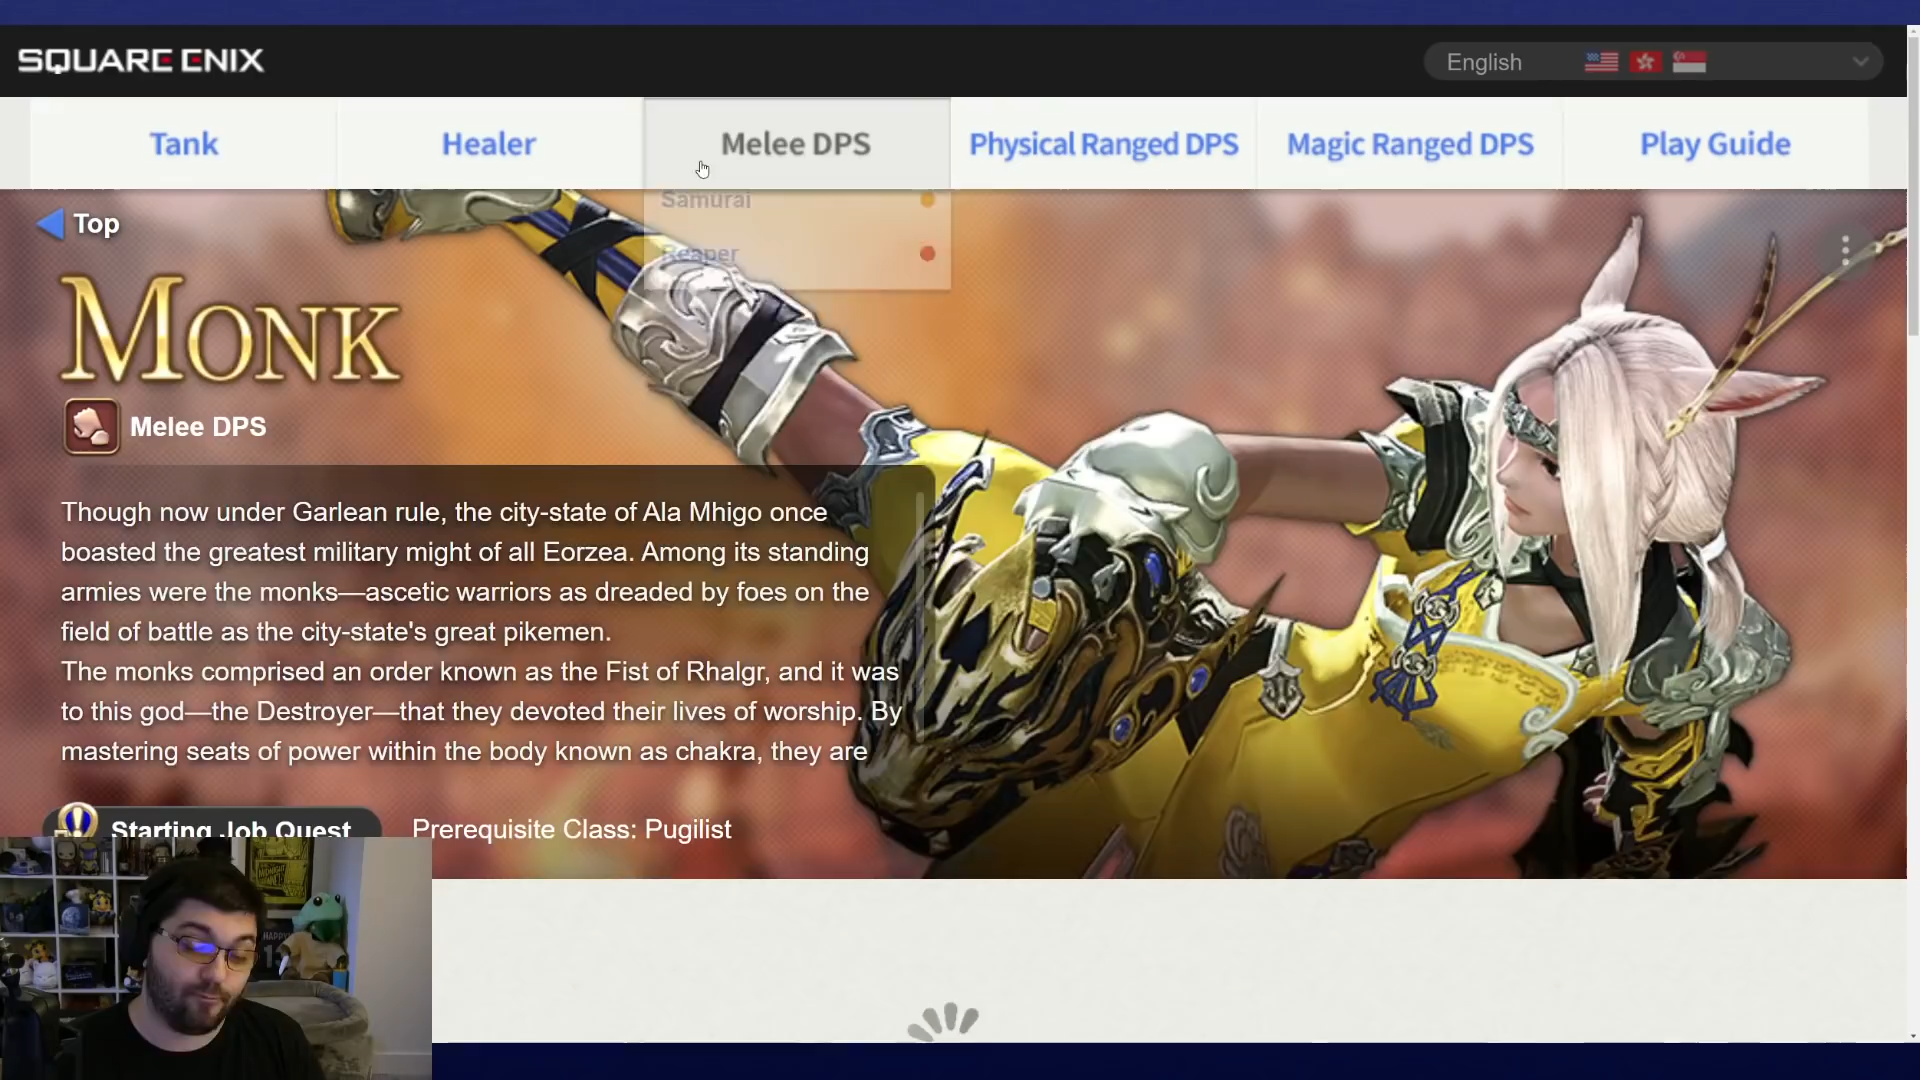 SQUARE ENIX
English
Tank
Healer
Melee DPS
Physical Ranged DPS
Magic Ranged DPS
Play Guide
Samurai
Reaper
Top
MONK
Melee DPS
Though now under Garlean rule, the city-state of Ala Mhigo once
boasted the greatest military might of all Eorzea. Among its standing
armies were the monks—ascetic warriors as dreaded by foes on the
field of battle as the city-state's great pikemen.
The monks comprised an order known as the Fist of Rhalgr, and it was
to this god—the Destroyer—that they devoted their lives of worship. By
mastering seats of power within the body known as chakra, they are
Starting Job Quest
Prerequisite Class: Pugilist